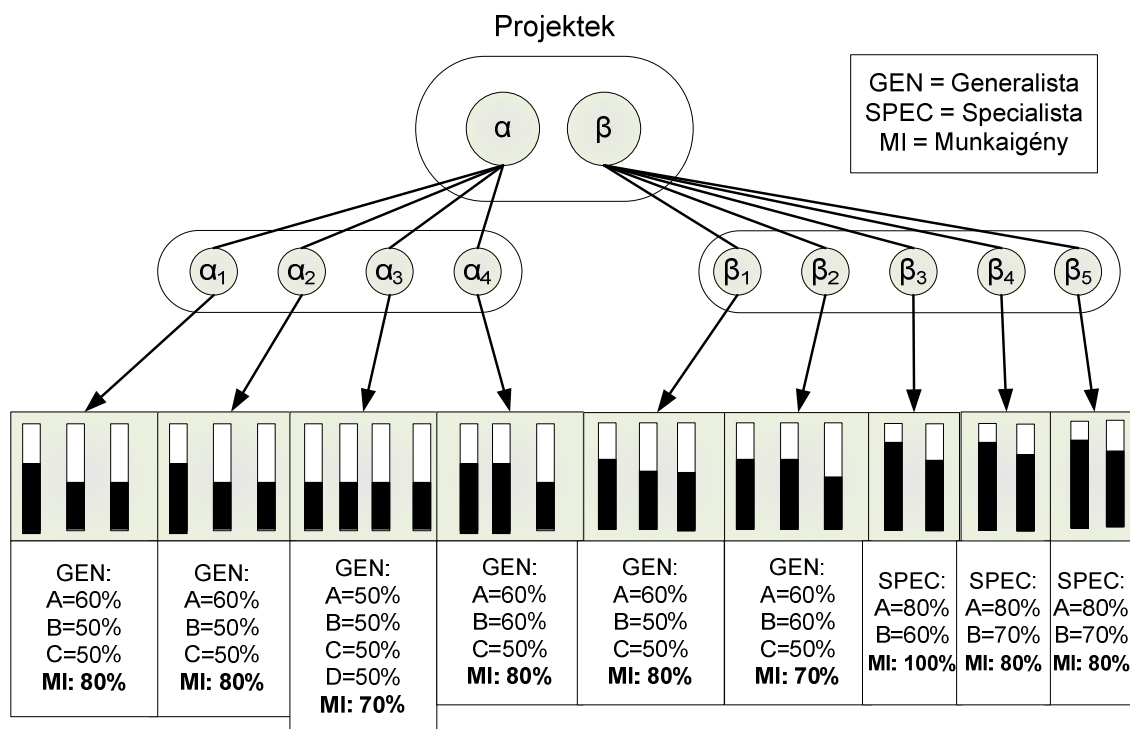 Projektek
GEN = Generalista
SPEC = Specialista
MI = Munkaigény
α
β
α1
α2
α3
α4
β1
β2
β3
β4
β5
GEN:
A=60%
B=50%
C=50%
MI: 80%
GEN:
A=60%
B=50%
C=50%
MI: 80%
GEN:
A=50%
B=50%
C=50%
D=50%
MI: 70%
GEN:
A=60%
B=60%
C=50%
MI: 80%
GEN:
A=60%
B=50%
C=50%
MI: 80%
GEN:
A=60%
B=60%
C=50%
MI: 70%
SPEC:
A=80%
B=60%
MI: 100%
SPEC:
A=80%
B=70%
MI: 80%
SPEC:
A=80%
B=70%
MI: 80%